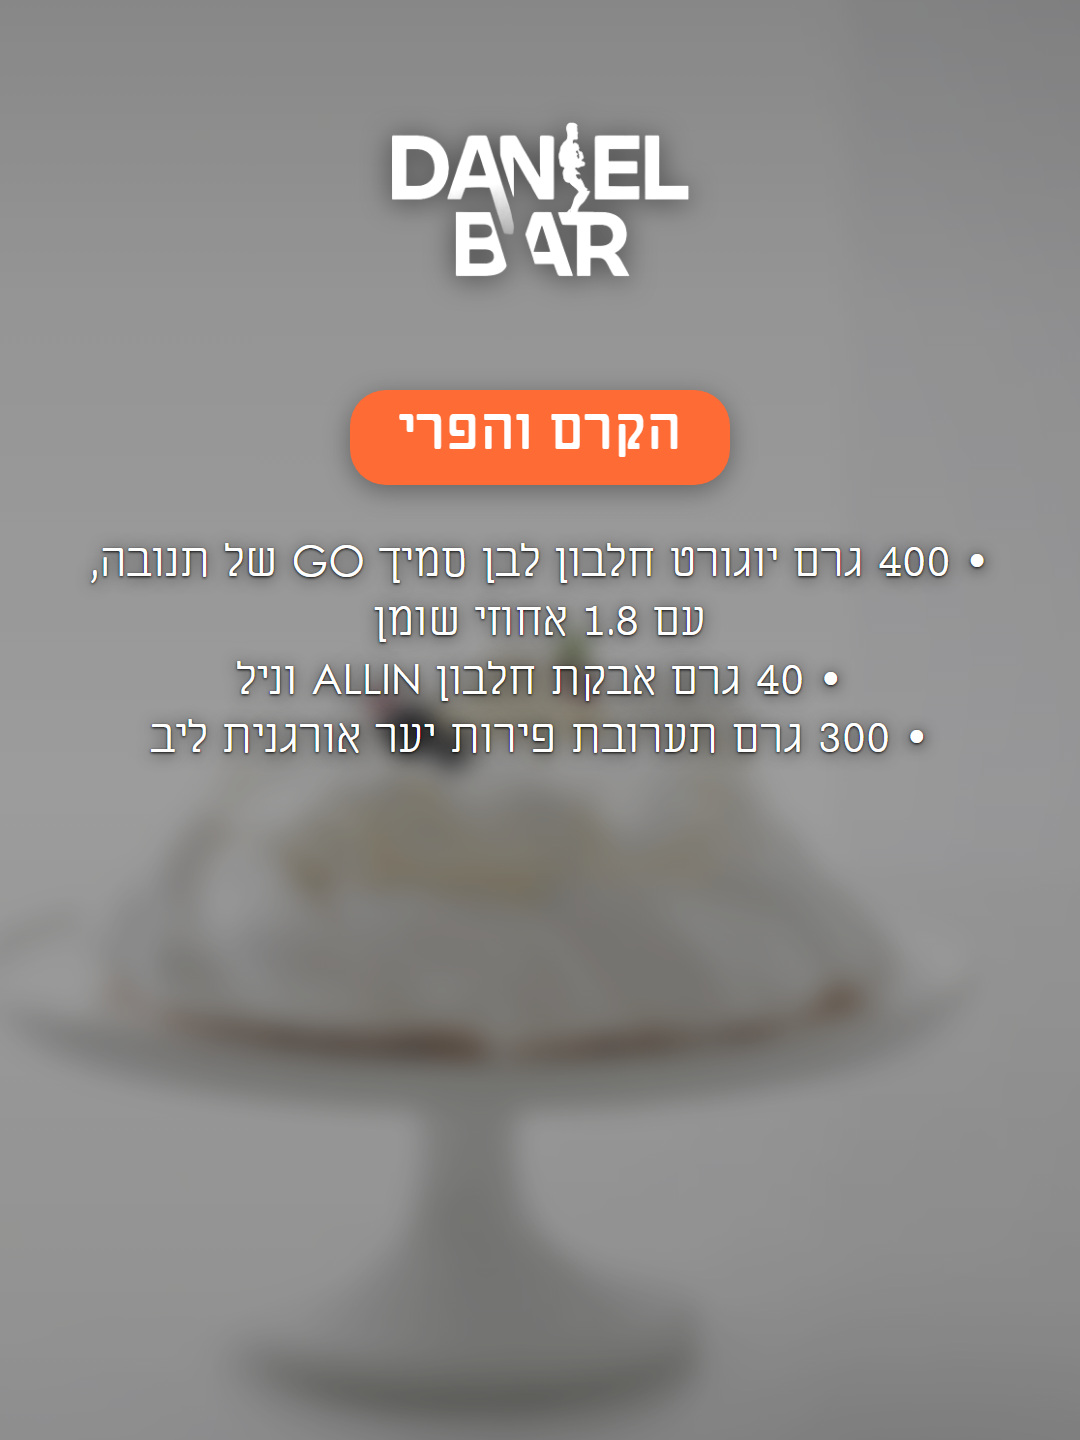 DANIEL
BAR
הקרם והפרי
• 400 גרם יוגורט חלבון לבן סמיך GO של תנובה,
עם 1.8 אחוזי שומן
• 40 גרם אבקת חלבון ALLIN וניל
• 300 גרם תערובת פירות יער אורגנית ליב